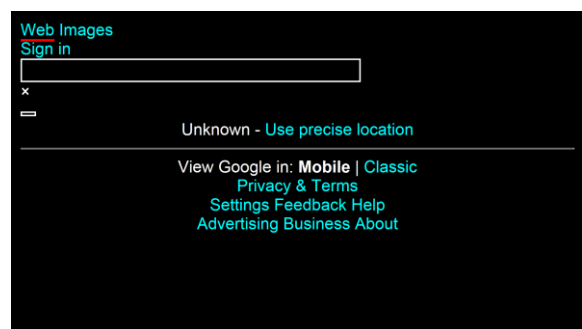 Web Images
Sign in
×
Unknown - Use precise location
View Google in: Mobile | Classic
Privacy & Terms
Settings Feedback Help
Advertising Business About